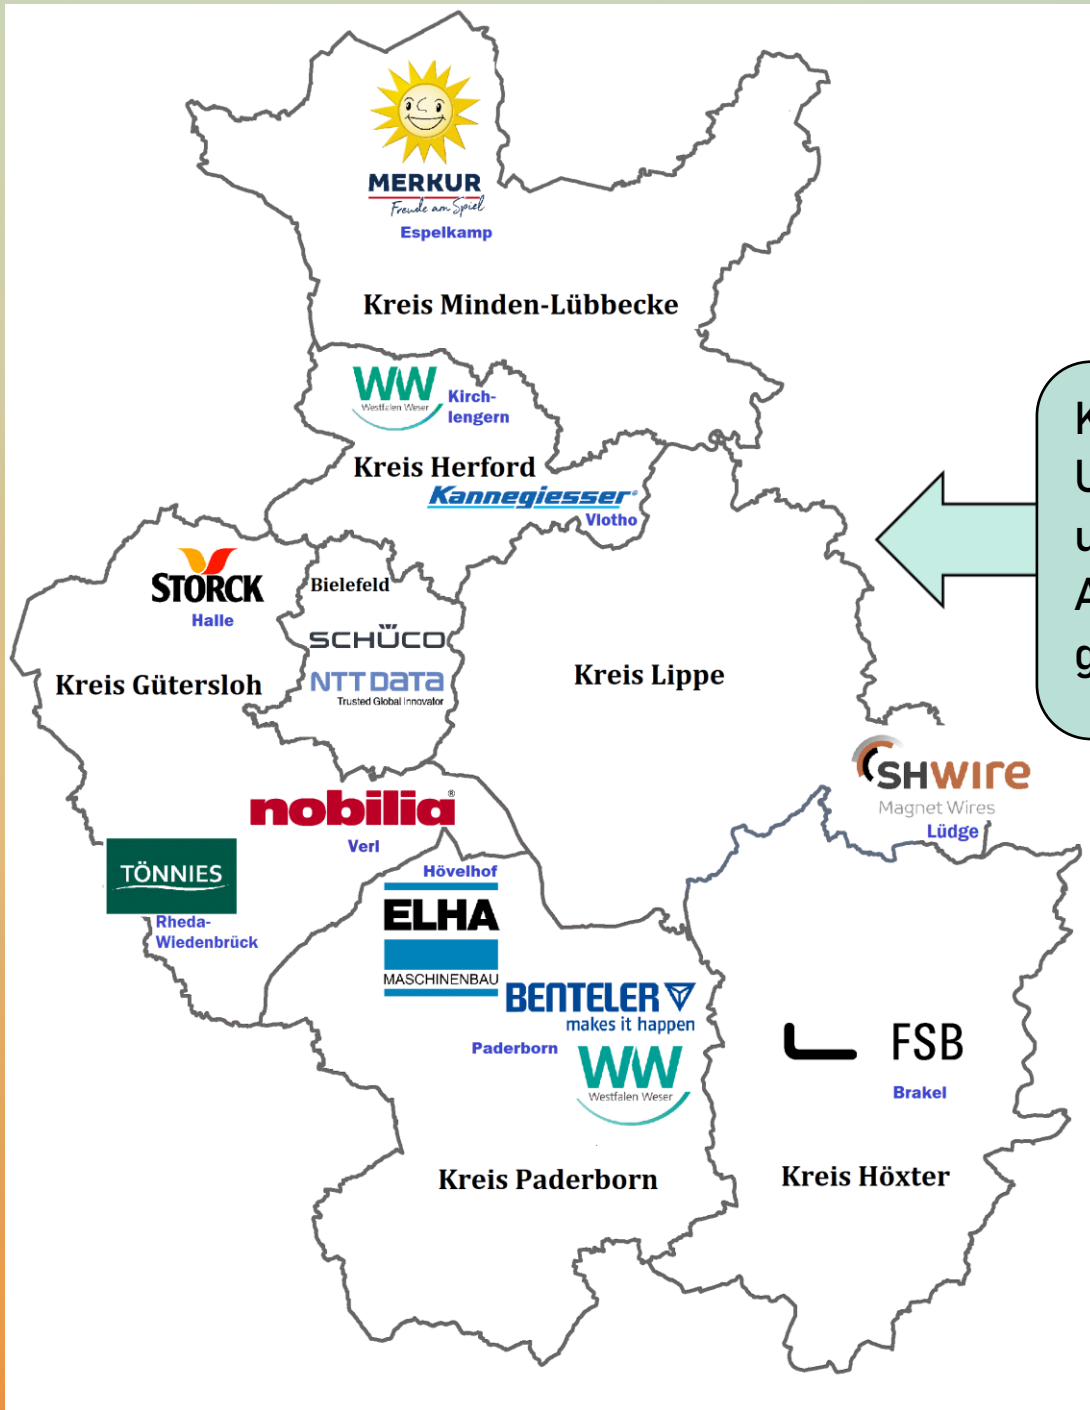 MERKUR
Freude am Spiel
Espelkamp
Kreis Minden-Lübbecke
WW
Westfalen Weser
Kirch-
lengern
Kreis Herford
Kannegiesser
Vlotho
STORCK
Halle
Bielefeld
SCHÜCO
NTT DATA
Trusted Global Innovator
Kreis Gütersloh
Kreis Lippe
SHWIRE
Magnet Wires
Lüdge
nobilia®
Verl
TÖNNIES
Rheda-
Wiedenbrück
Hövelhof
ELHA
MASCHINENBAU
BENTELER
makes it happen
Paderborn
WW
Westfalen Weser
FSB
Brakel
Kreis Paderborn
Kreis Höxter